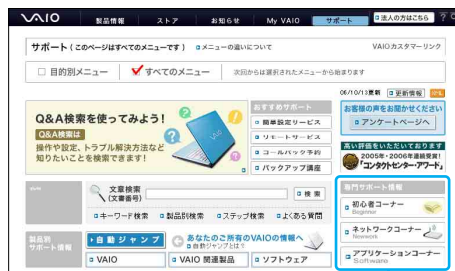 VAIO
製品情報
ストア
お知らせ
My VAIO
サポート
法人の方はこちら
?
サポート（このページはすべてのメニューです）
メニューの違いについて
VAIOカスタマーリンク
目的別メニュー
すべてのメニュー
次回からは選択されたメニューから始まります
06/10/13更新
更新情報
Q&A検索を使ってみよう！
Q&A検索は
操作や設定、トラブル解決方法など
知りたいことを検索できます！
おすすめサポート
簡単設定サービス
リモートサービス
コールバック予約
バックアップ講座
お客様の声をお聞かせください
アンケートページへ
高い評価をいただいております
2005年・2006年連続受賞!
「コンタクトセンター・アワード」
文章検索
(文書番号)
検索
キーワード検索
製品別検索
ステップ検索
よくある質問
専門サポート情報
初心者コーナー
Beginner
ネットワークコーナー
Network
アプリケーションコーナー
Software
製品別
サポート情報
自動ジャンプ
あなたのご所有のVAIOの情報へ
自動ジャンプとは?
VAIO
VAIO 関連製品
ソフトウェア